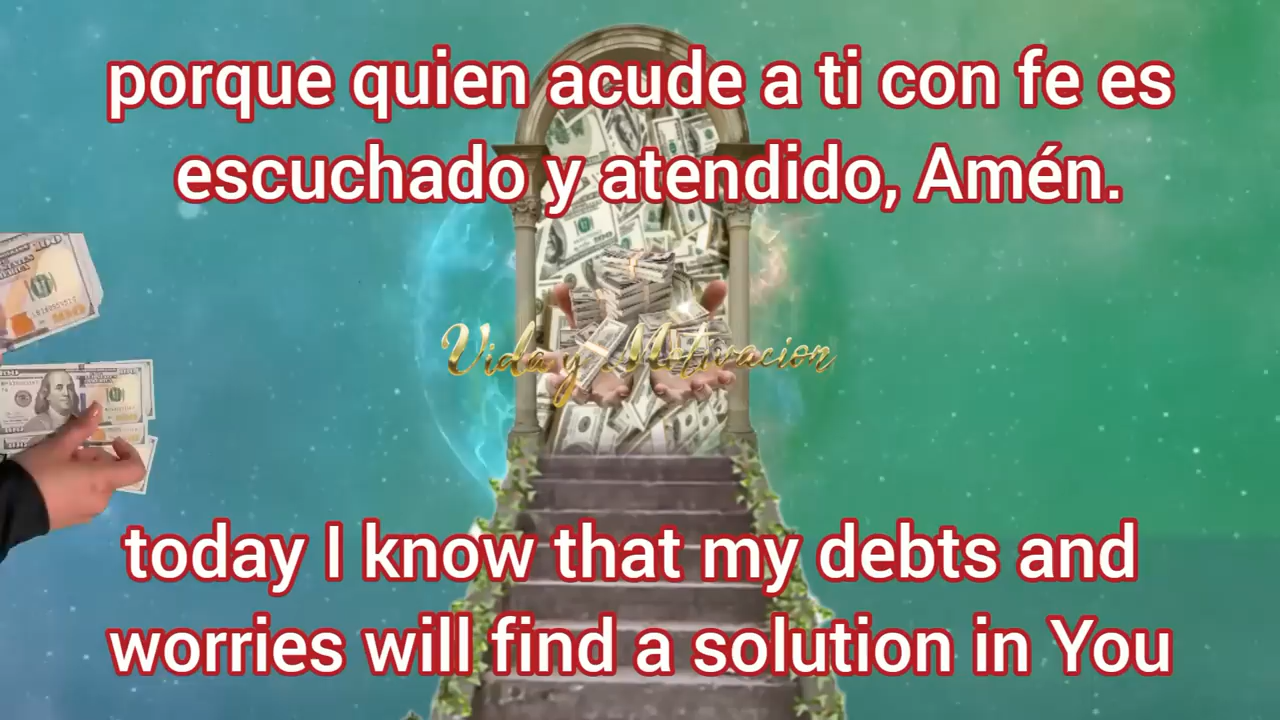 porque quien acude a ti con fe es
escuchado y atendido, Amén.
Vida y Motivacion
today I know that my debts and
worries will find a solution in You